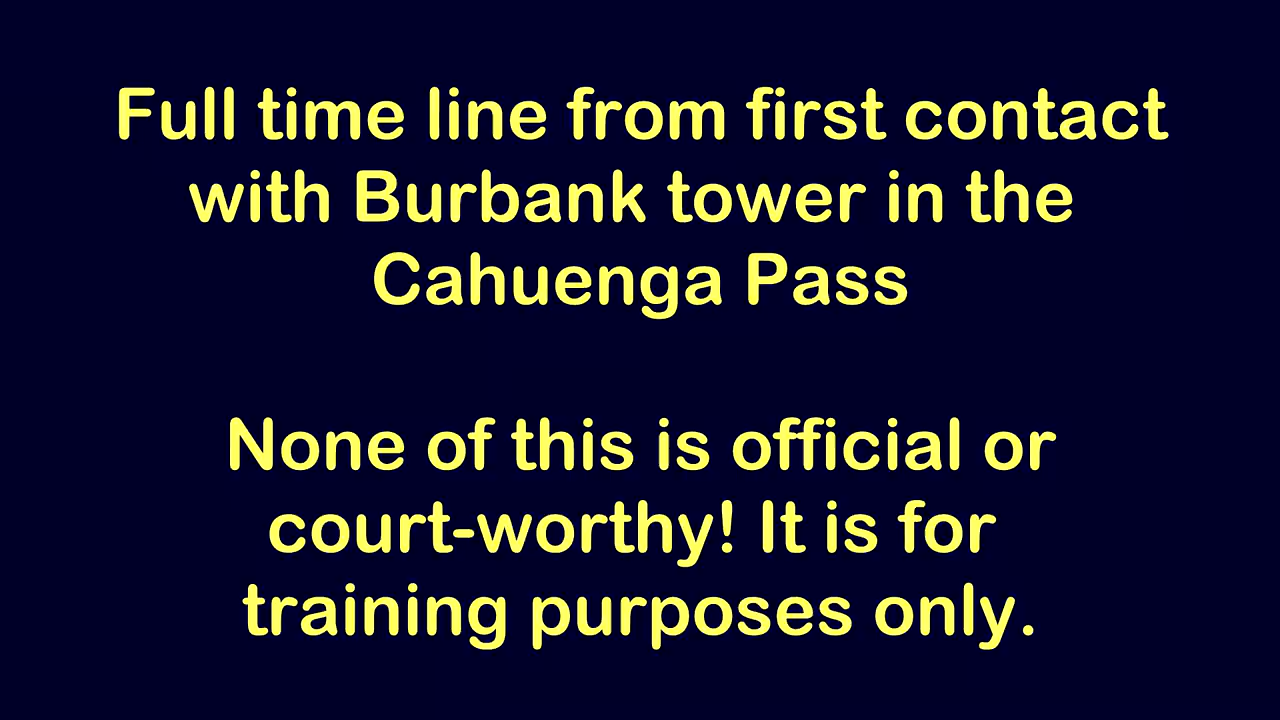 Full time line from first contact
with Burbank tower in the
Cahuenga Pass
None of this is official or
court-worthy! It is for
training purposes only.